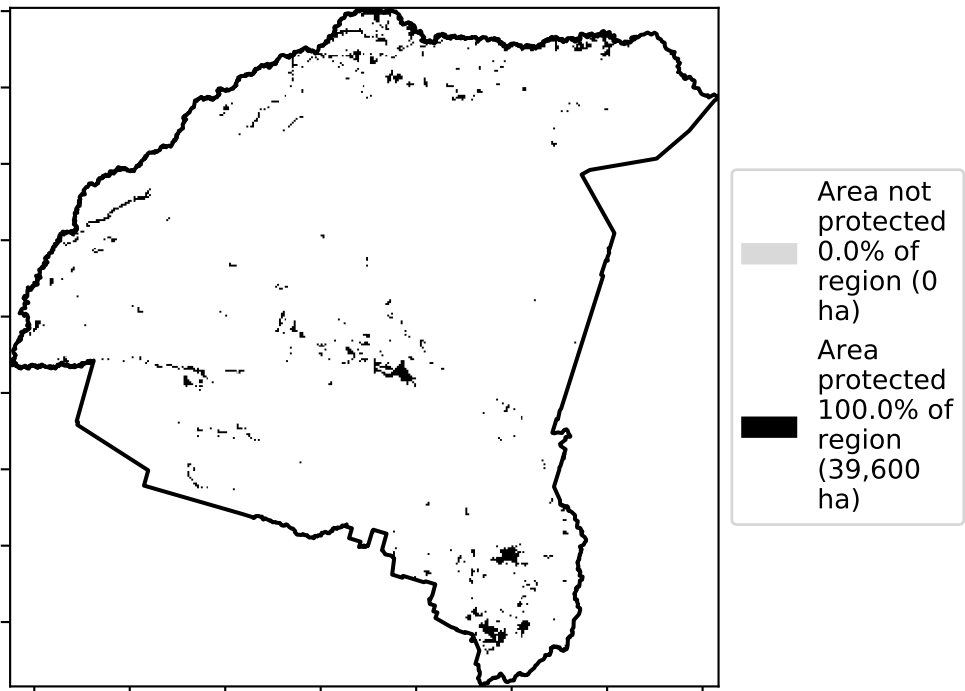 Area not
protected
0.0% of
region (0
ha)
Area
protected
100.0% of
region
(39,600
ha)